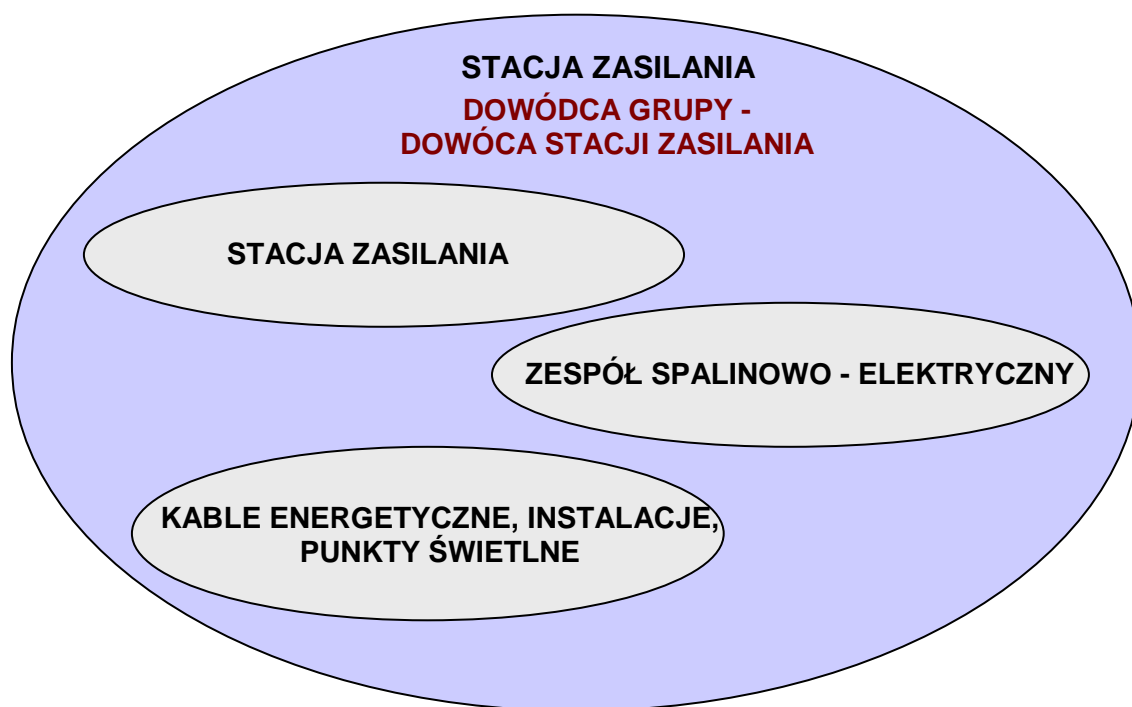 STACJA ZASILANIA
DOWÓDCA GRUPY -
DOWÓCA STACJI ZASILANIA
STACJA ZASILANIA
ZESPÓŁ SPALINOWO - ELEKTRYCZNY
KABLE ENERGETYCZNE, INSTALACJE,
PUNKTY ŚWIETLNE